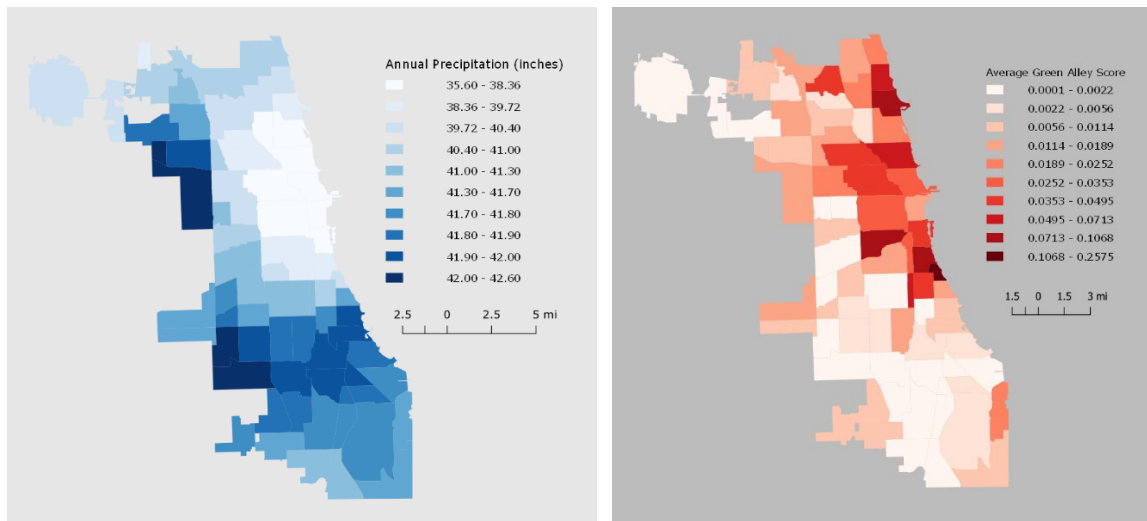 Annual Precipitation (inches)
35.60 - 38.36
38.36 - 39.72
39.72 - 40.40
40.40 - 41.00
41.00 - 41.30
41.30 - 41.70
41.70 - 41.80
41.80 - 41.90
41.90 - 42.00
42.00 - 42.60
2.5 0 2.5 5 mi
Average Green Alley Score
0.0001 - 0.0022
0.0022 - 0.0056
0.0056 - 0.0114
0.0114 - 0.0189
0.0189 - 0.0252
0.0252 - 0.0353
0.0353 - 0.0495
0.0495 - 0.0713
0.0713 - 0.1068
0.1068 - 0.2575
1.5 0 1.5 3 mi